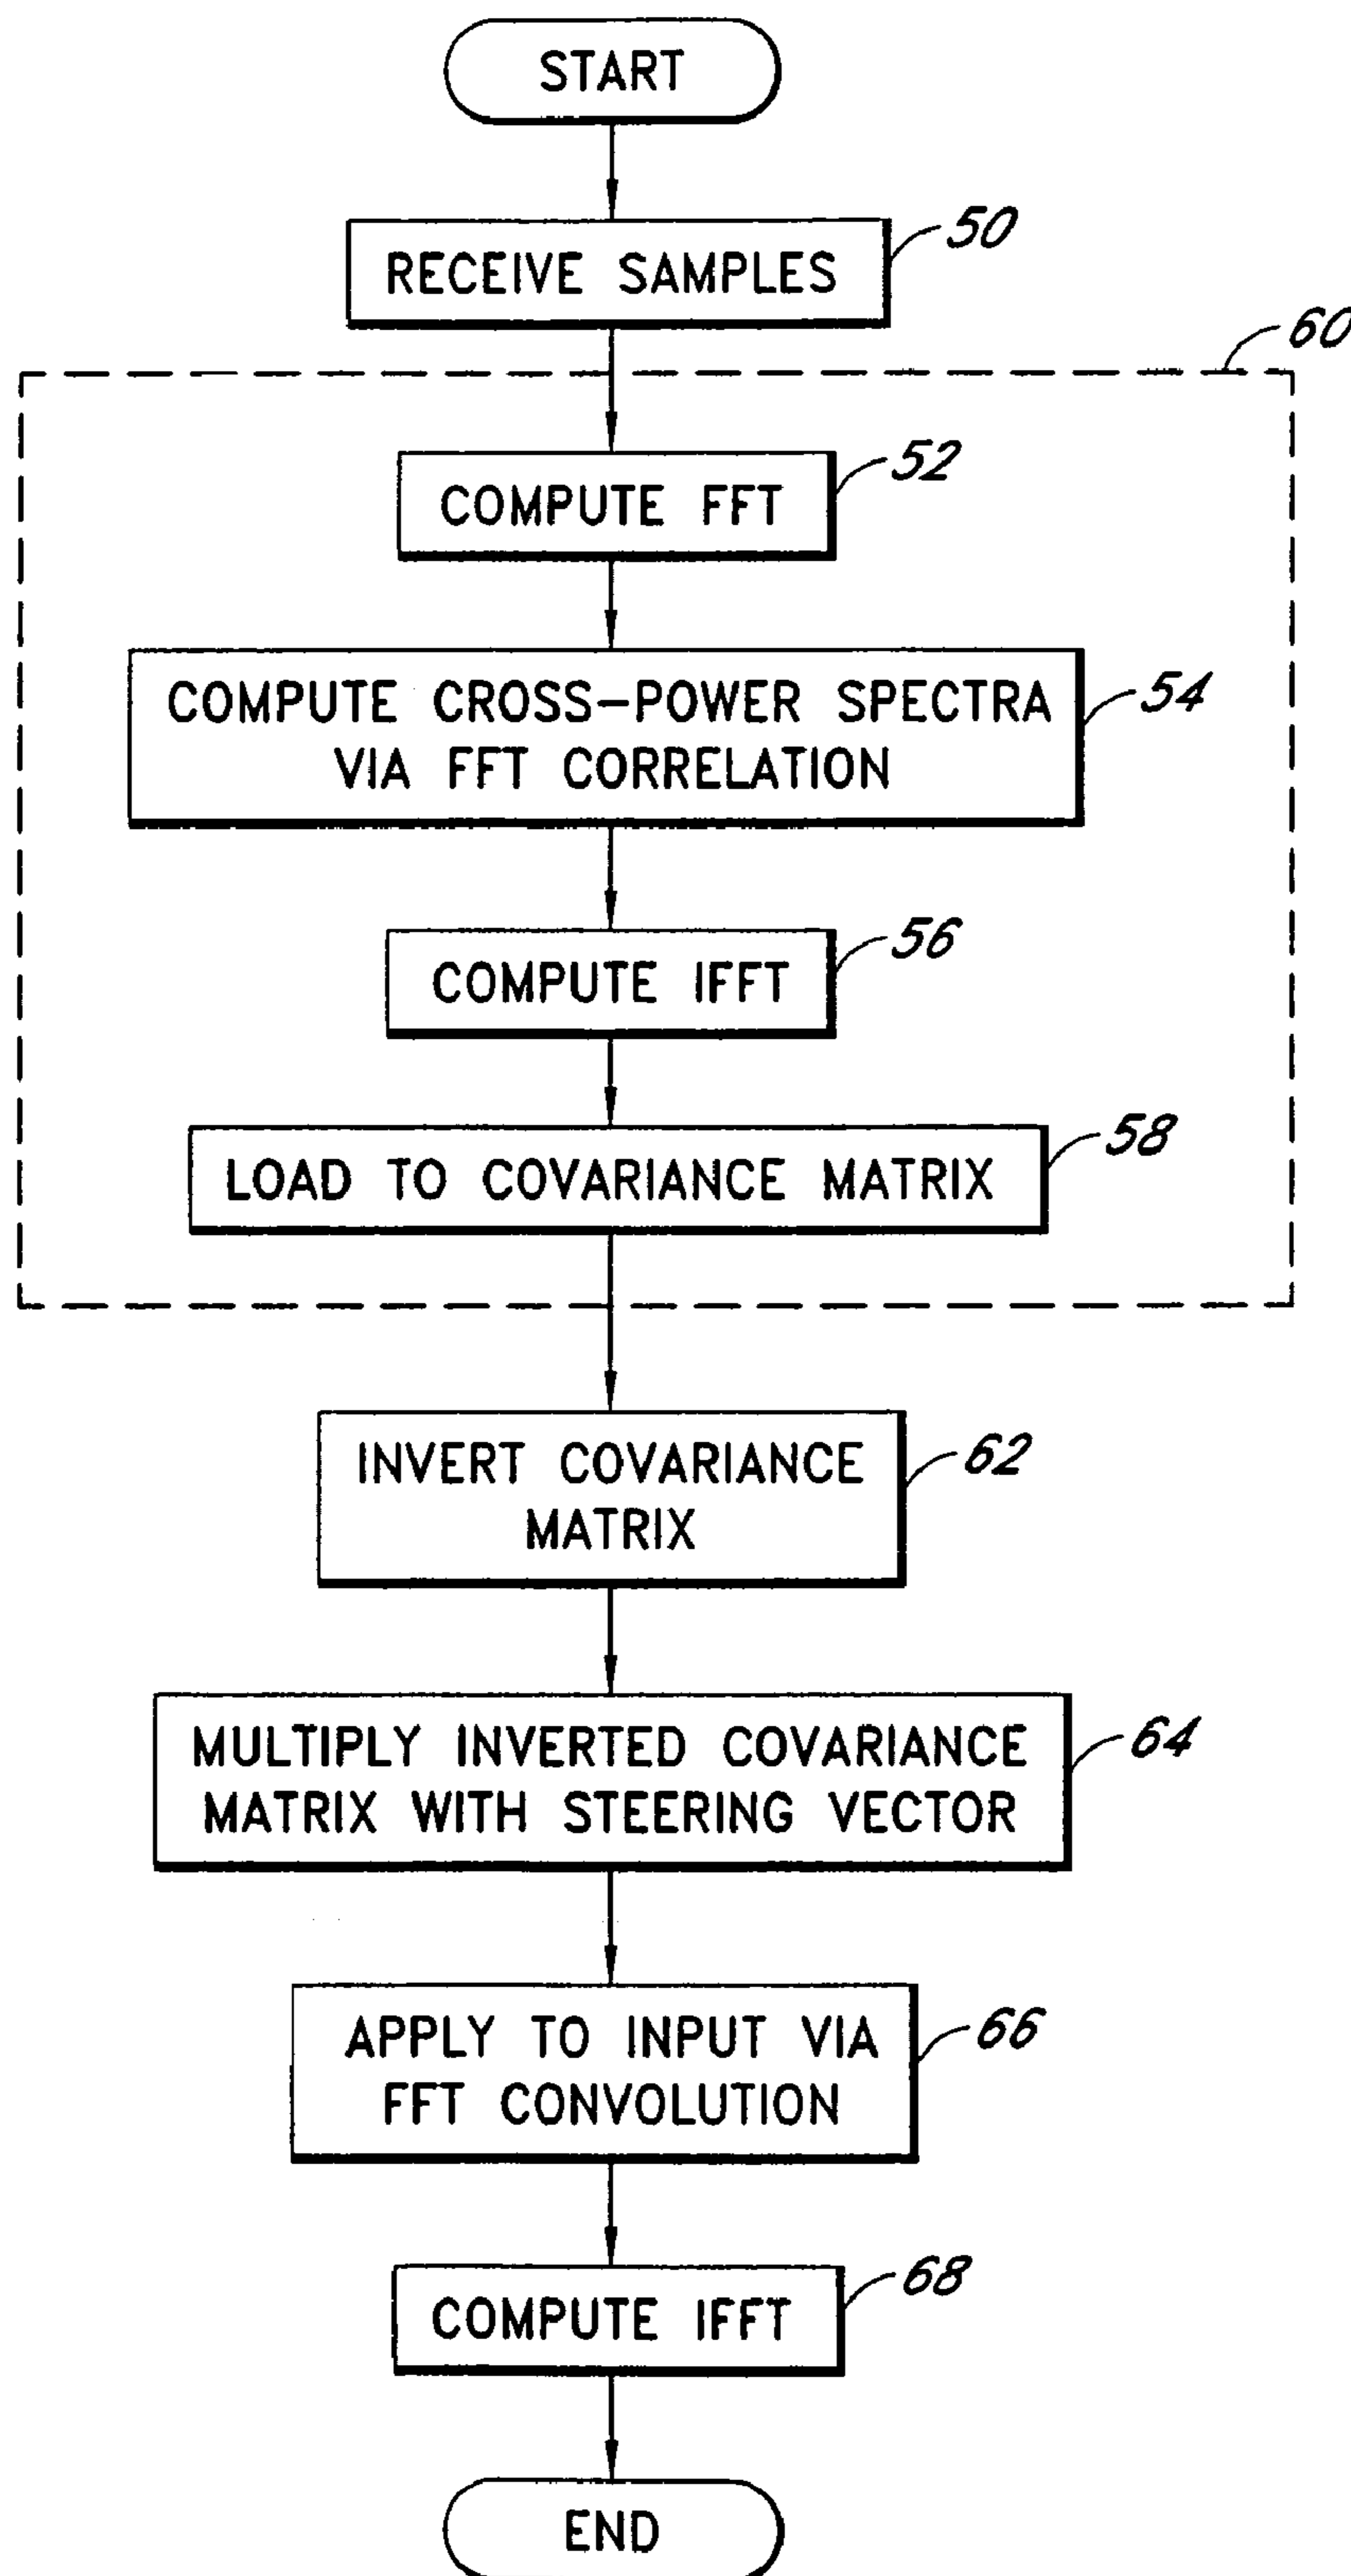 START
50
RECEIVE SAMPLES
60
52
COMPUTE FFT
54
COMPUTE CROSS-POWER SPECTRA
VIA FFT CORRELATION
56
COMPUTE IFFT
58
LOAD TO COVARIANCE MATRIX
62
INVERT COVARIANCE
MATRIX
64
MULTIPLY INVERTED COVARIANCE
MATRIX WITH STEERING VECTOR
66
APPLY TO INPUT VIA
FFT CONVOLUTION
68
COMPUTE IFFT
END